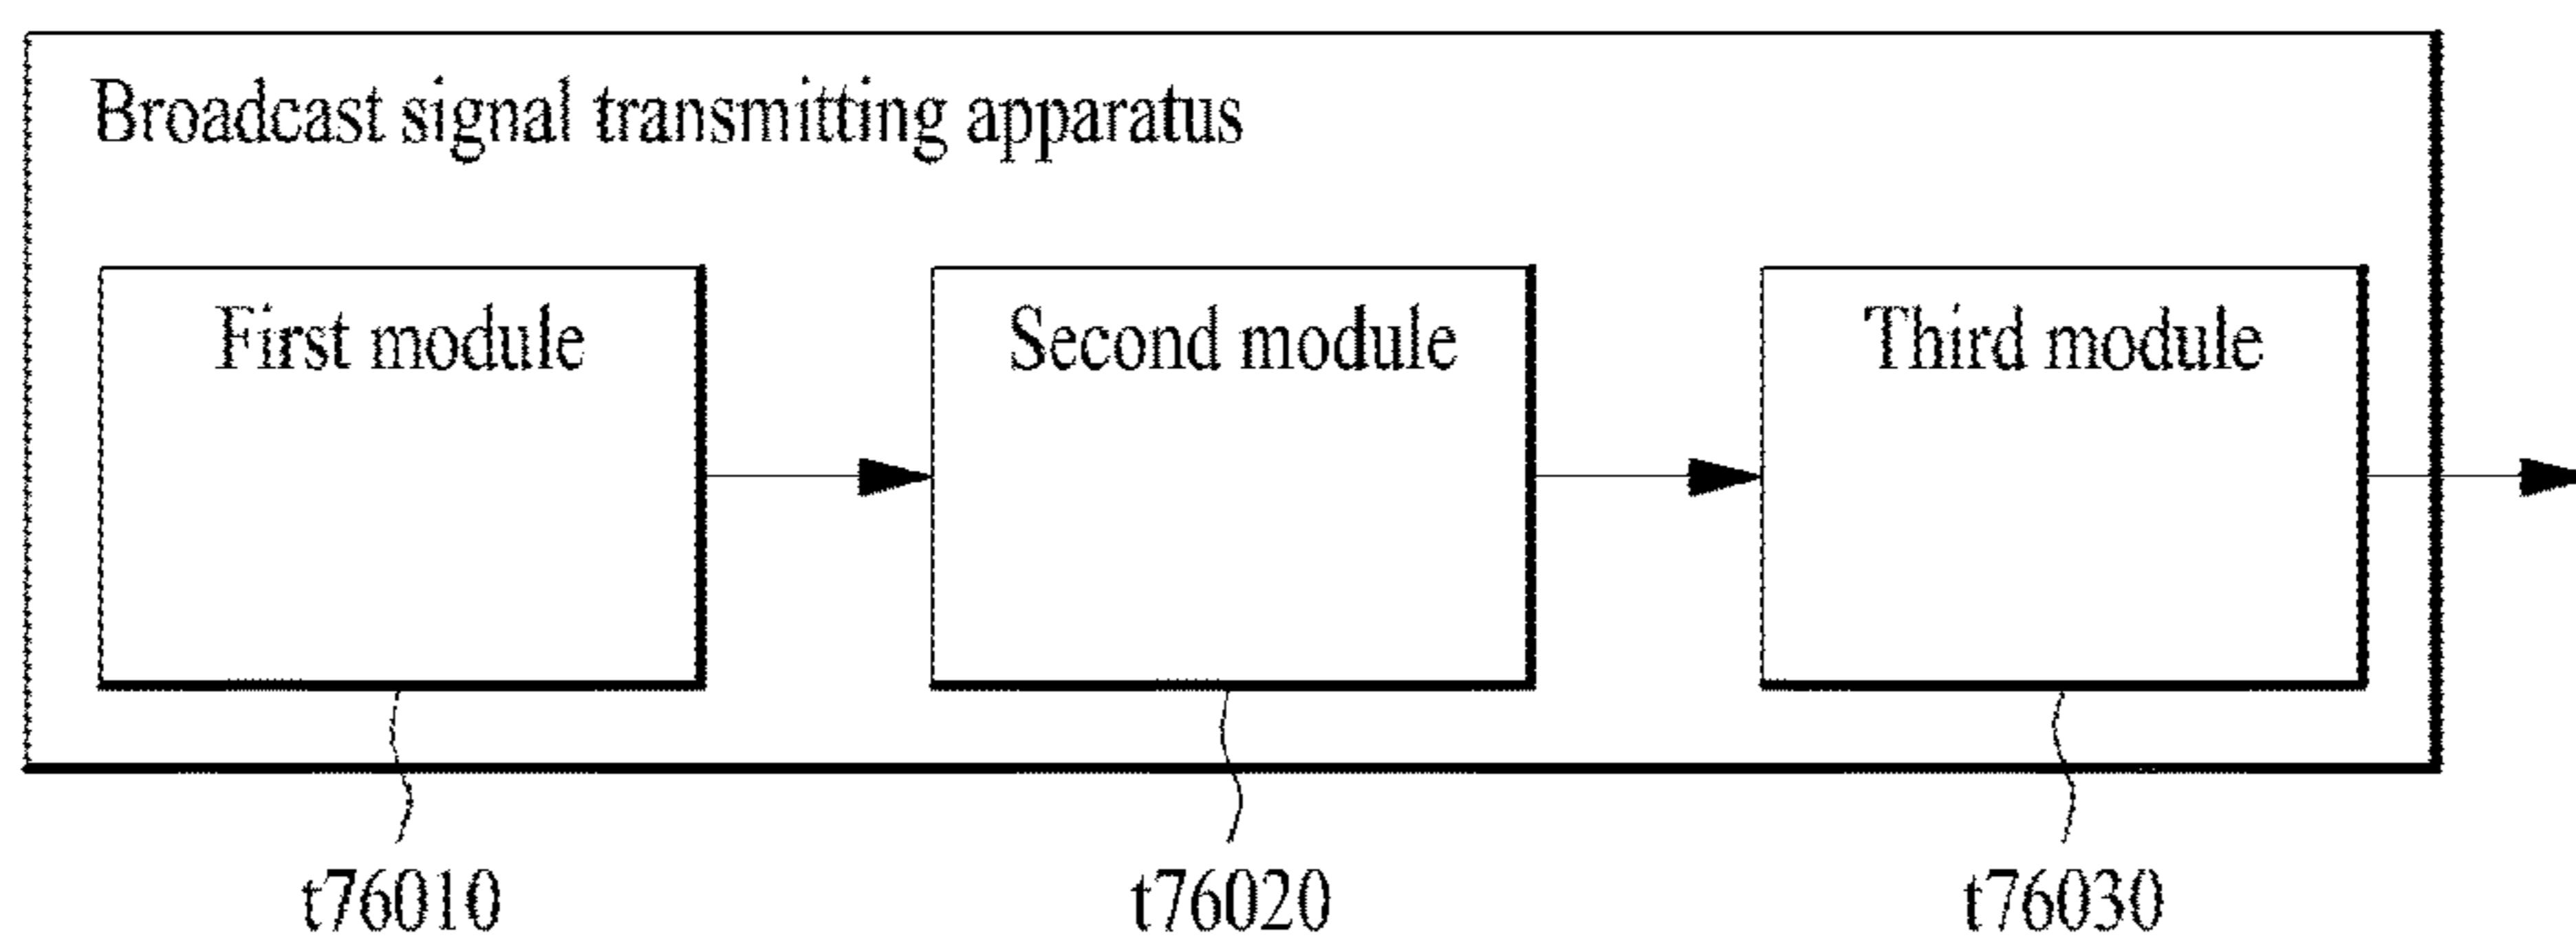 Broadcast signal transmitting apparatus
First module
Second module
Third module
t76010
t76020
t76030